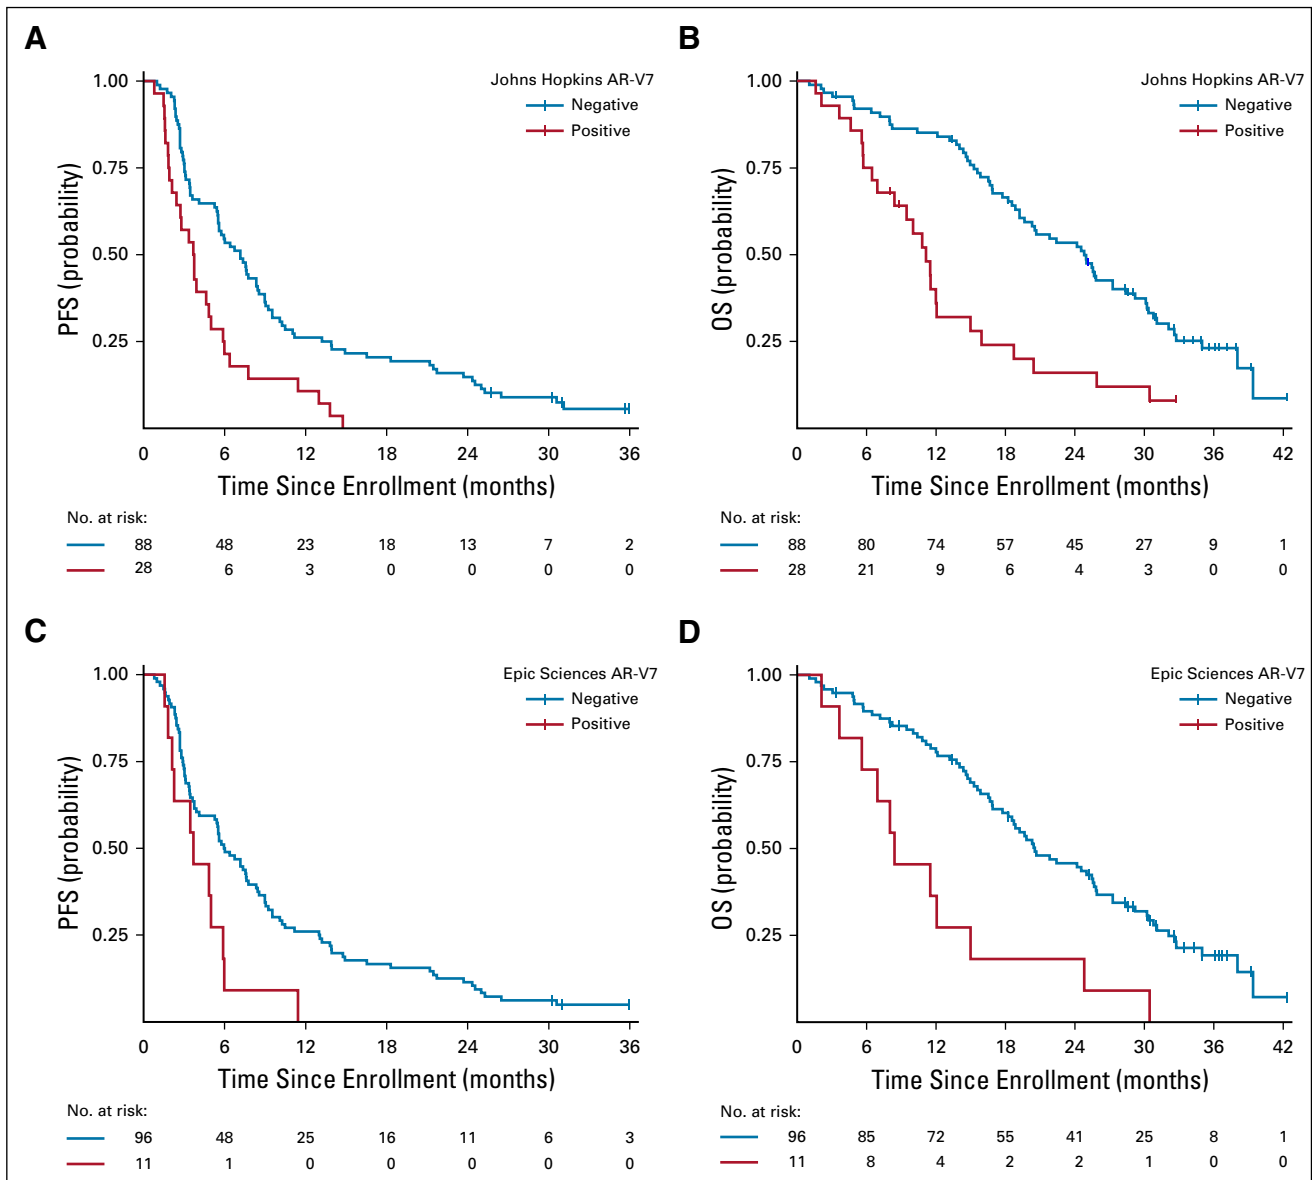 A
Johns Hopkins AR-V7
Negative
Positive
PFS (probability)
1.00
0.75
0.50
0.25
0 6 12 18 24 30 36
Time Since Enrollment (months)
No. at risk:
88 48 23 18 13 7 2
28 6 3 0 0 0 0
B
Johns Hopkins AR-V7
Negative
Positive
OS (probability)
1.00
0.75
0.50
0.25
0 6 12 18 24 30 36 42
Time Since Enrollment (months)
No. at risk:
88 80 74 57 45 27 9 1
28 21 9 6 4 3 0 0
C
Epic Sciences AR-V7
Negative
Positive
PFS (probability)
1.00
0.75
0.50
0.25
0 6 12 18 24 30 36
Time Since Enrollment (months)
No. at risk:
96 48 25 16 11 6 3
11 1 0 0 0 0 0
D
Epic Sciences AR-V7
Negative
Positive
OS (probability)
1.00
0.75
0.50
0.25
0 6 12 18 24 30 36 42
Time Since Enrollment (months)
No. at risk:
96 85 72 55 41 25 8 1
11 8 4 2 2 1 0 0